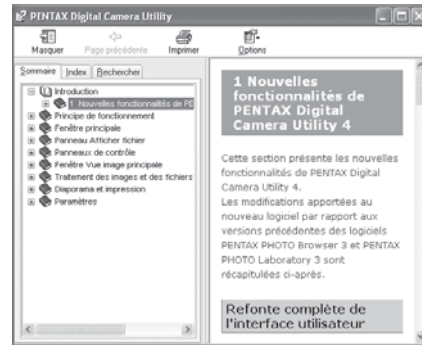 PENTAX Digital Camera Utility
Masquer Page précédente Imprimer Options
Sommaire Index Rechercher
Introduction
1 Nouvelles fonctionnalités de PE
Principe de fonctionnement
Fenêtre principale
Panneau Afficher fichier
Panneaux de contrôle
Fenêtre Vue image principale
Traitement des images et des fichiers
Diaporama et impression
Paramètres
1 Nouvelles
fonctionnalités de
PENTAX Digital
Camera Utility 4
Cette section présente les nouvelles
fonctionnalités de PENTAX Digital
Camera Utility 4.
Les modifications apportées au
nouveau logiciel par rapport aux
versions précédentes des logiciels
PENTAX PHOTO Browser 3 et PENTAX
PHOTO Laboratory 3 sont
récapitulées ci-après.
Refonte complète de
l'interface utilisateur